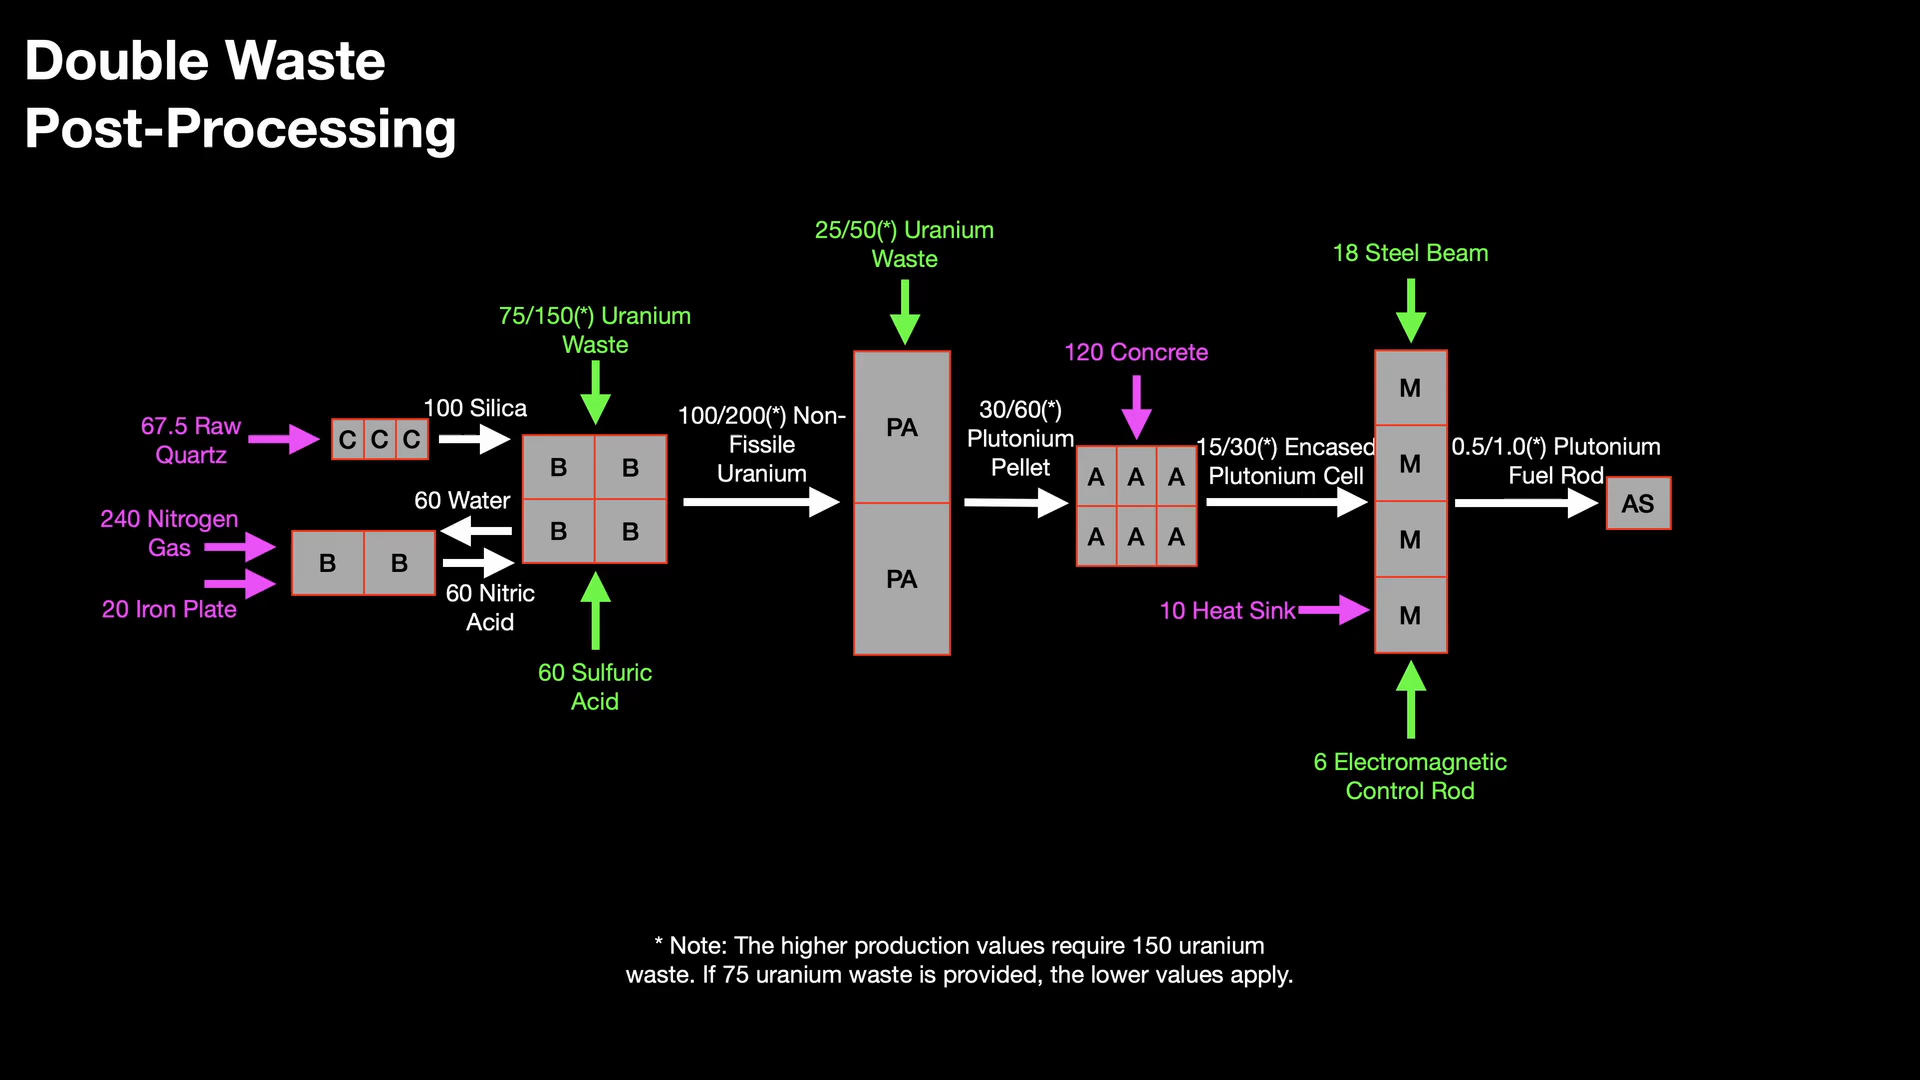 Double Waste
Post-Processing
25/50(*) Uranium
Waste
18 Steel Beam
75/150(*) Uranium
Waste
120 Concrete
67.5 Raw
Quartz
C C C
100 Silica
B B
B B
100/200(*) Non-
Fissile
Uranium
PA
PA
30/60(*)
Plutonium
Pellet
A A A
A A A
15/30(*) Encased
Plutonium Cell
M
M
M
M
0.5/1.0(*) Plutonium
Fuel Rod
AS
60 Water
240 Nitrogen
Gas
B B
20 Iron Plate
60 Nitric
Acid
10 Heat Sink
60 Sulfuric
Acid
6 Electromagnetic
Control Rod
* Note: The higher production values require 150 uranium
waste. If 75 uranium waste is provided, the lower values apply.